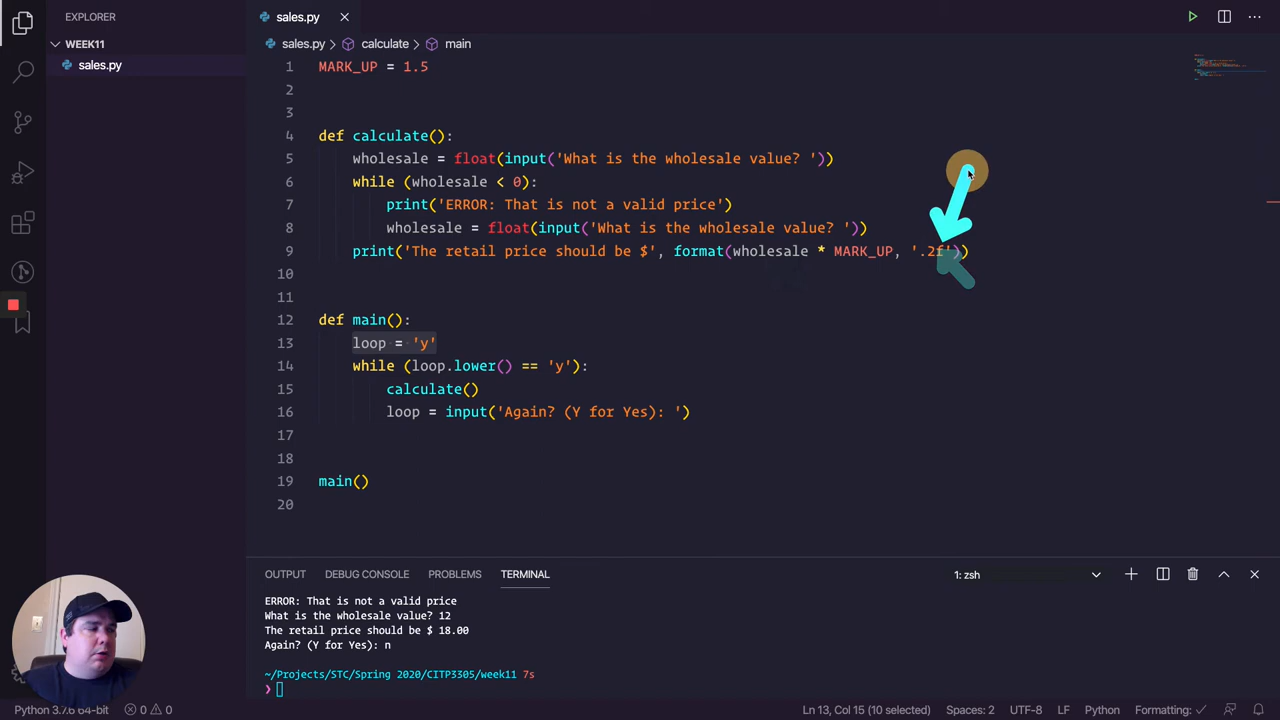 EXPLORER
WEEK11
sales.py
sales.py
sales.py > calculate > main
1 MARK_UP = 1.5
2
3
4 def calculate():
5 wholesale = float(input('What is the wholesale value? '))
6 while (wholesale < 0):
7 print('ERROR: That is not a valid price')
8 wholesale = float(input('What is the wholesale value? '))
9 print('The retail price should be $', format(wholesale * MARK_UP, '.2f'))
10
11
12 def main():
13 loop = 'y'
14 while (loop.lower() == 'y'):
15 calculate()
16 loop = input('Again? (Y for Yes): ')
17
18
19 main()
20
OUTPUT DEBUG CONSOLE PROBLEMS TERMINAL 1: zsh
ERROR: That is not a valid price
What is the wholesale value? 12
The retail price should be $ 18.00
Again? (Y for Yes): n
~/Projects/STC/Spring 2020/CITP3305/week11 7s
❯
Python 3.7.6 64-bit 0 0 Ln 13, Col 15 (10 selected) Spaces: 2 UTF-8 LF Python Formatting: ✓